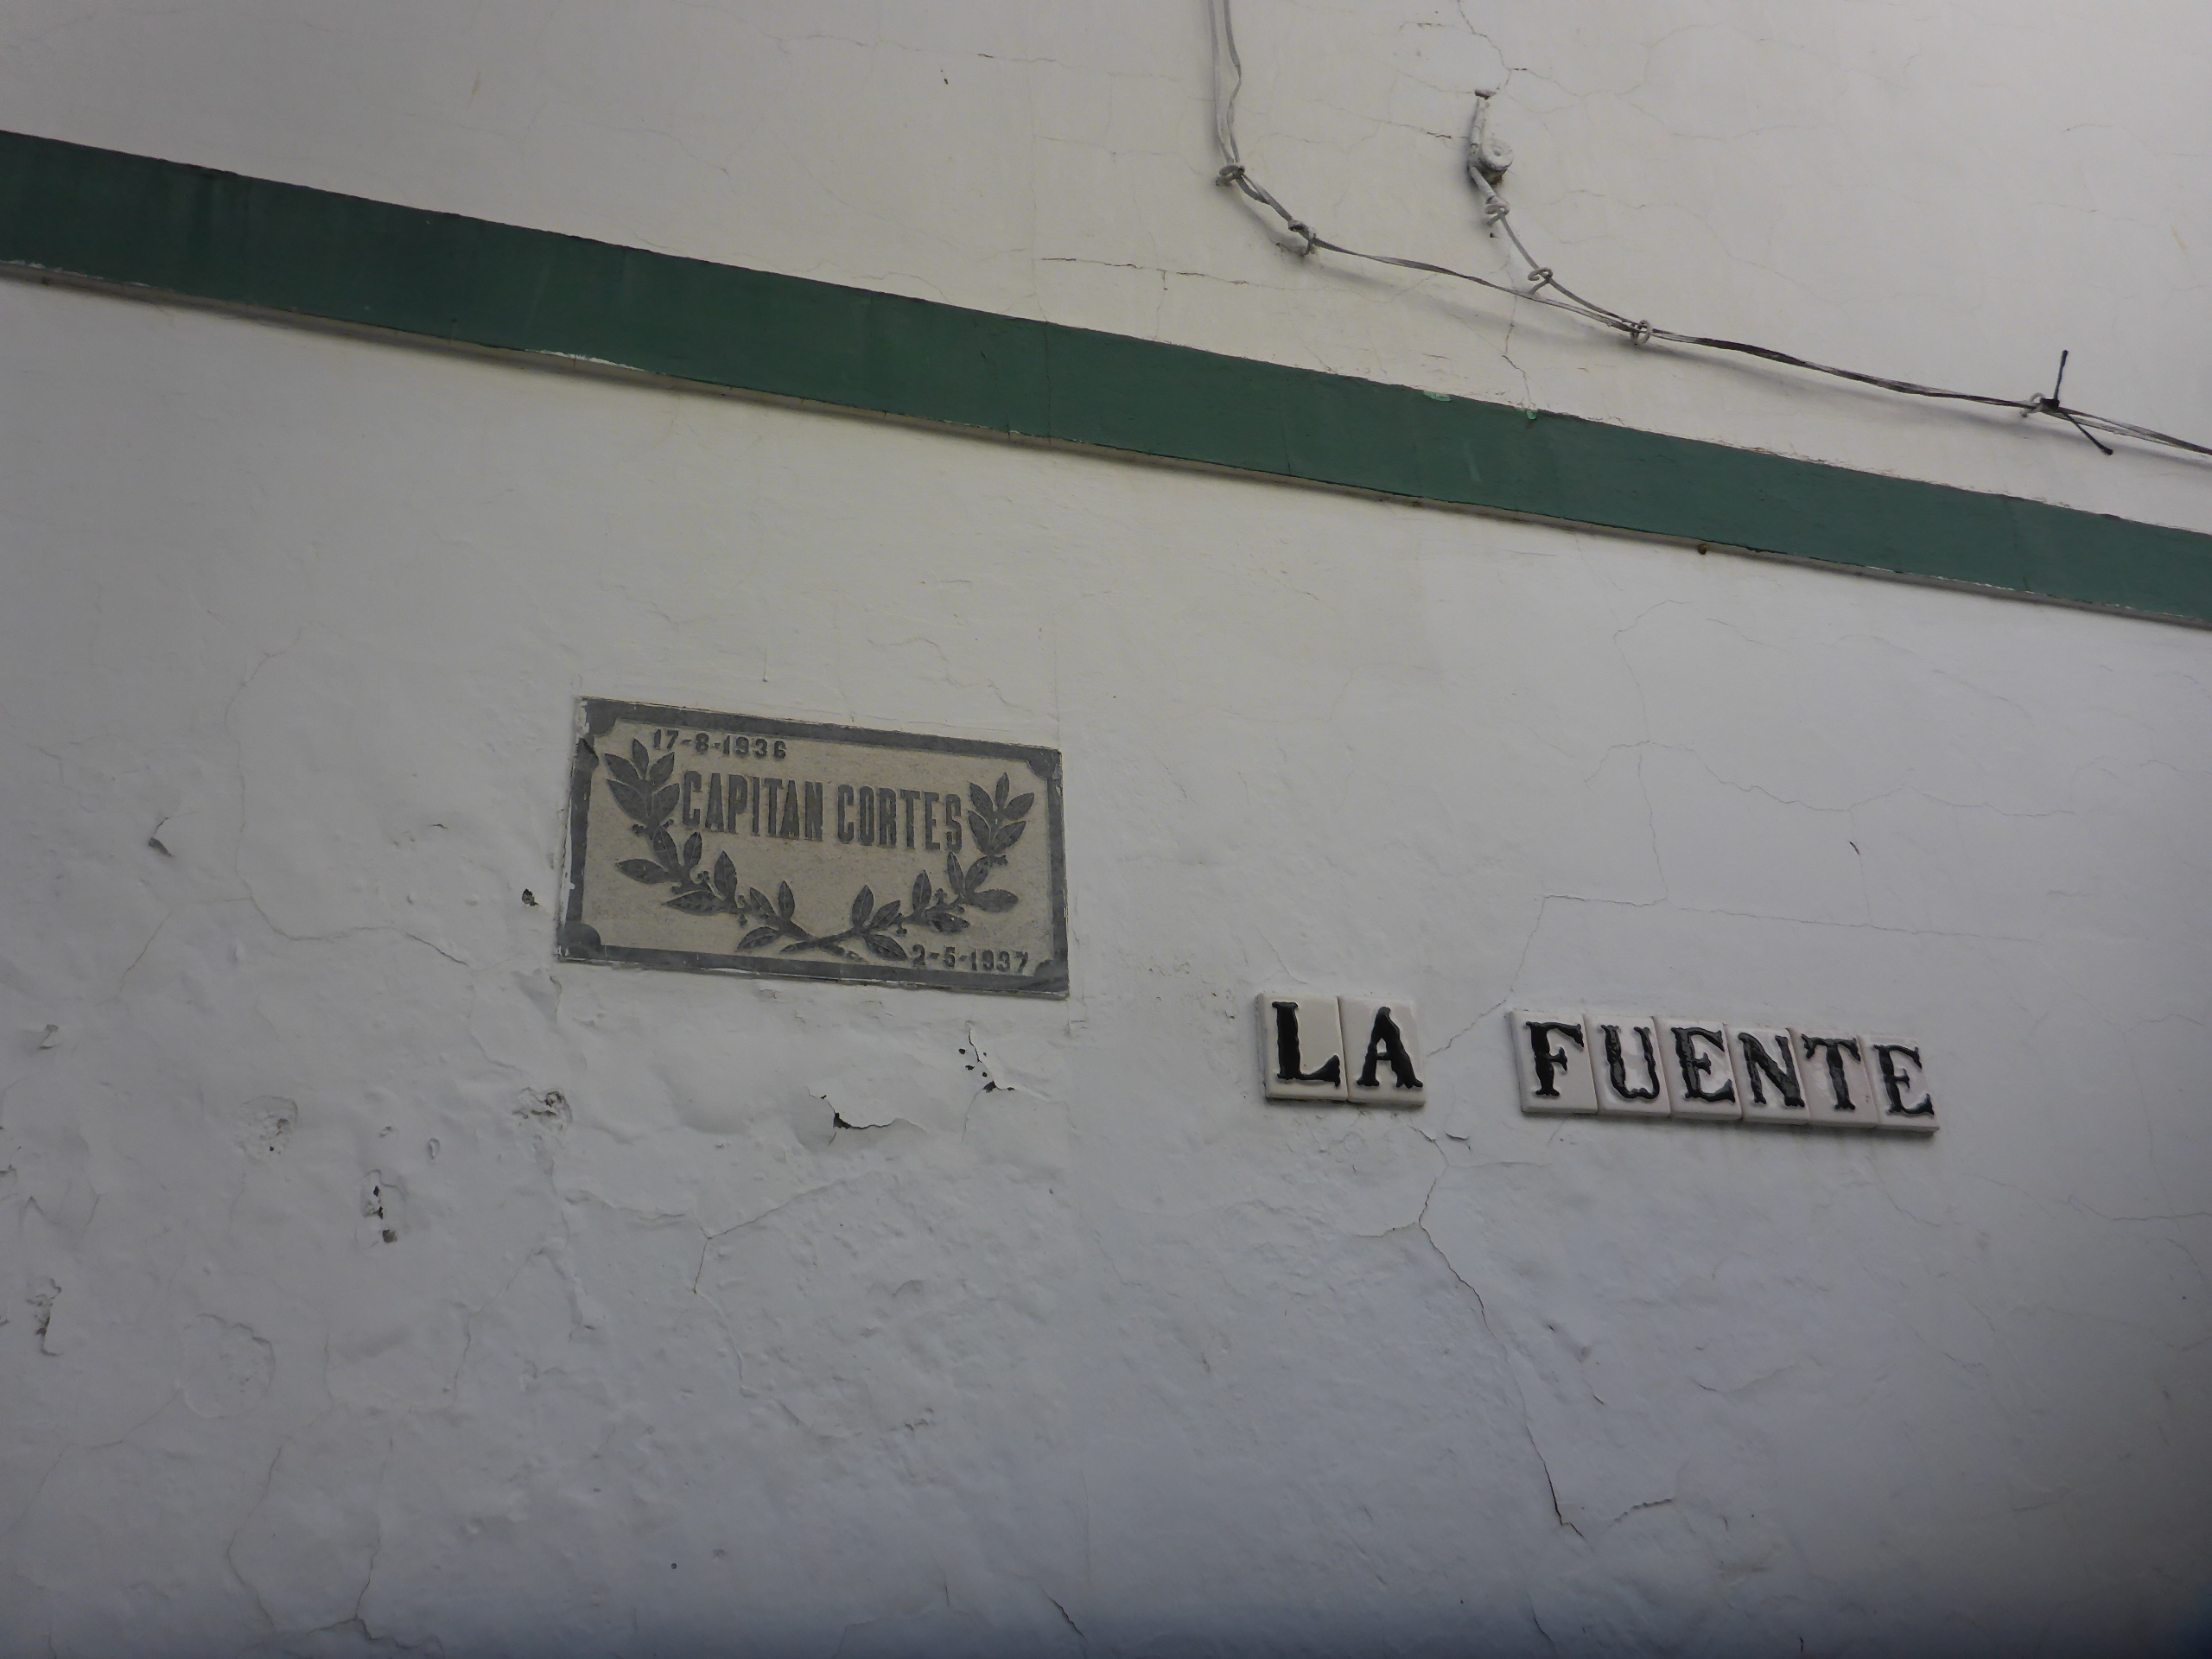 17-8-1936
CAPITAN CORTES
2-5-1937
LA FUENTE